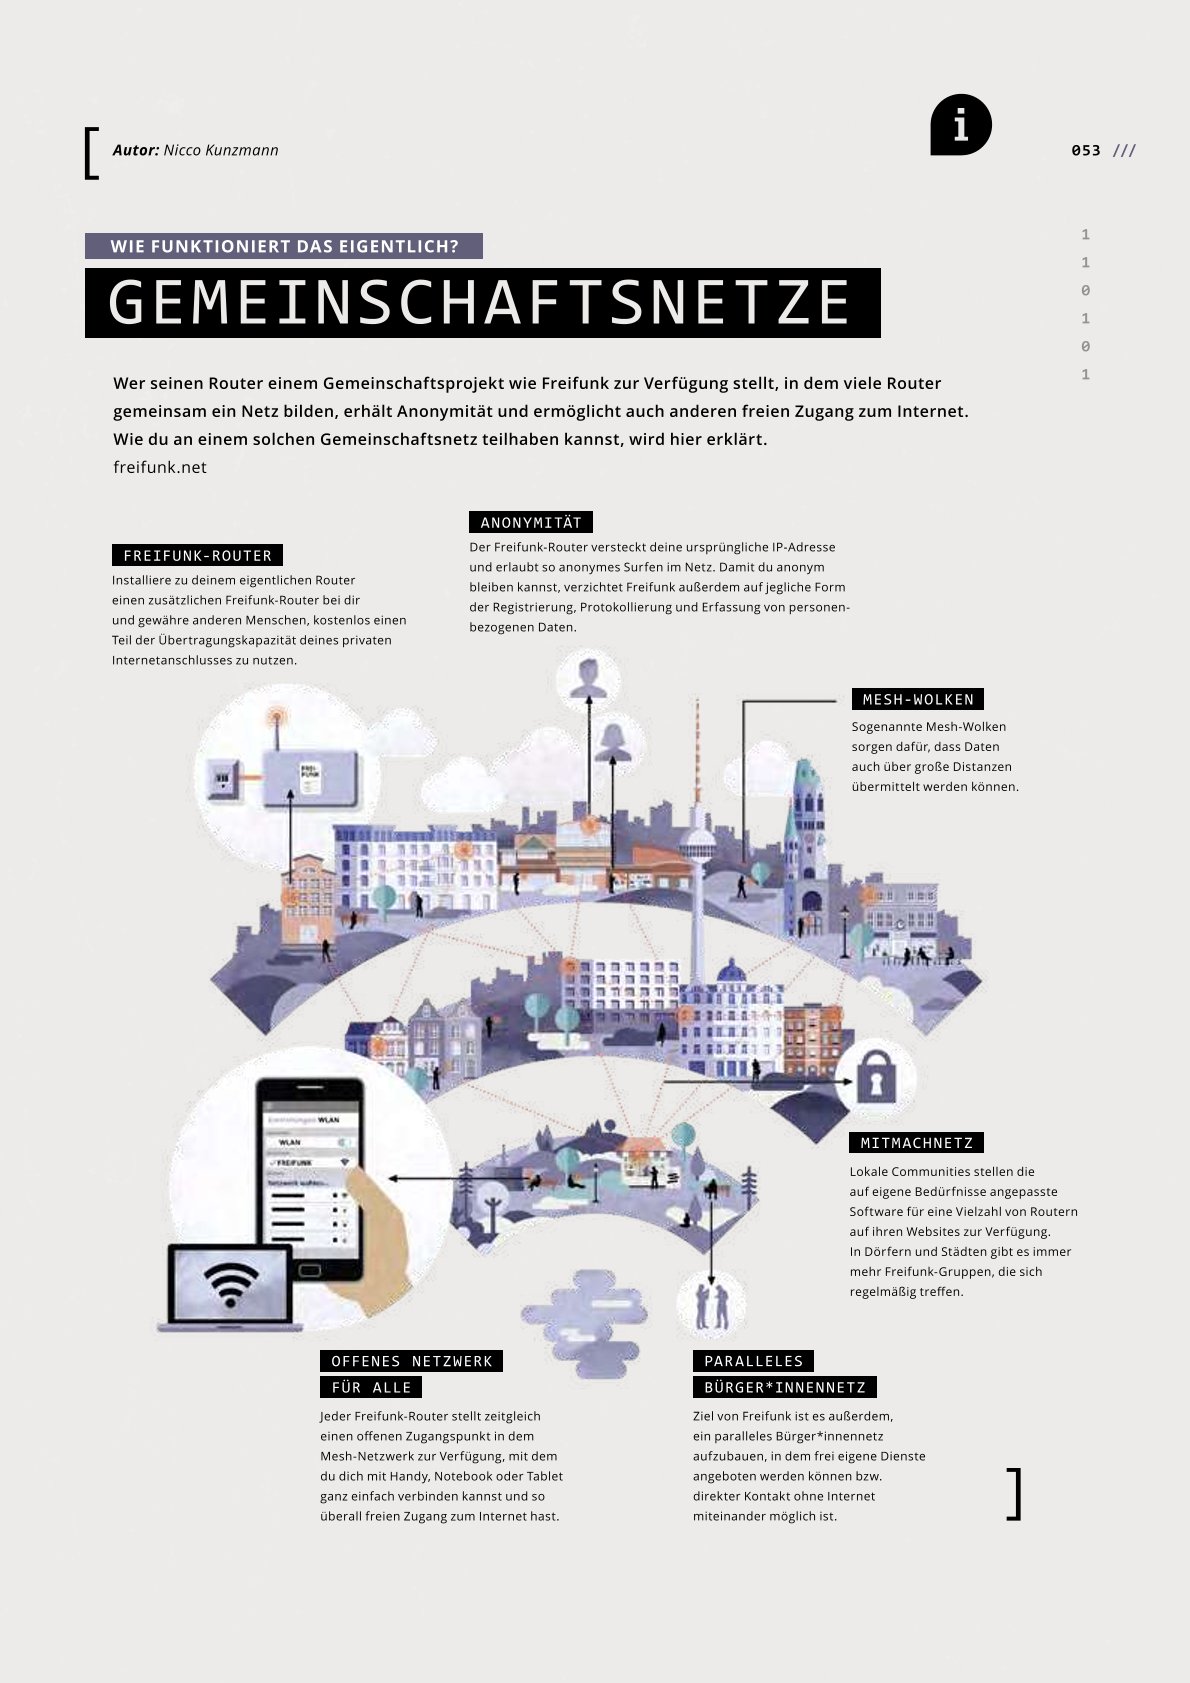 Autor: Nicco Kunzmann
i
053 ///
WIE FUNKTIONIERT DAS EIGENTLICH?
GEMEINSCHAFTSNETZE
1
1
0
1
0
1
Wer seinen Router einem Gemeinschaftsprojekt wie Freifunk zur Verfügung stellt, in dem viele Router
gemeinsam ein Netz bilden, erhält Anonymität und ermöglicht auch anderen freien Zugang zum Internet.
Wie du an einem solchen Gemeinschaftsnetz teilhaben kannst, wird hier erklärt.
freifunk.net
FREIFUNK-ROUTER
Installiere zu deinem eigentlichen Router
einen zusätzlichen Freifunk-Router bei dir
und gewähre anderen Menschen, kostenlos einen
Teil der Übertragungskapazität deines privaten
Internetanschlusses zu nutzen.
ANONYMITÄT
Der Freifunk-Router versteckt deine ursprüngliche IP-Adresse
und erlaubt so anonymes Surfen im Netz. Damit du anonym
bleiben kannst, verzichtet Freifunk außerdem auf jegliche Form
der Registrierung, Protokollierung und Erfassung von personen-
bezogenen Daten.
MESH-WOLKEN
Sogenannte Mesh-Wolken
sorgen dafür, dass Daten
auch über große Distanzen
übermittelt werden können.
FREI-
FUNK
Einstellungen WLAN
WLAN
✓FREIFUNK
Netzwerk wählen...
MITMACHNETZ
Lokale Communities stellen die
auf eigene Bedürfnisse angepasste
Software für eine Vielzahl von Routern
auf ihren Websites zur Verfügung.
In Dörfern und Städten gibt es immer
mehr Freifunk-Gruppen, die sich
regelmäßig treffen.
OFFENES NETZWERK
FÜR ALLE
Jeder Freifunk-Router stellt zeitgleich
einen offenen Zugangspunkt in dem
Mesh-Netzwerk zur Verfügung, mit dem
du dich mit Handy, Notebook oder Tablet
ganz einfach verbinden kannst und so
überall freien Zugang zum Internet hast.
PARALLELES
BÜRGER*INNENNETZ
Ziel von Freifunk ist es außerdem,
ein paralleles Bürger*innennetz
aufzubauen, in dem frei eigene Dienste
angeboten werden können bzw.
direkter Kontakt ohne Internet
miteinander möglich ist.